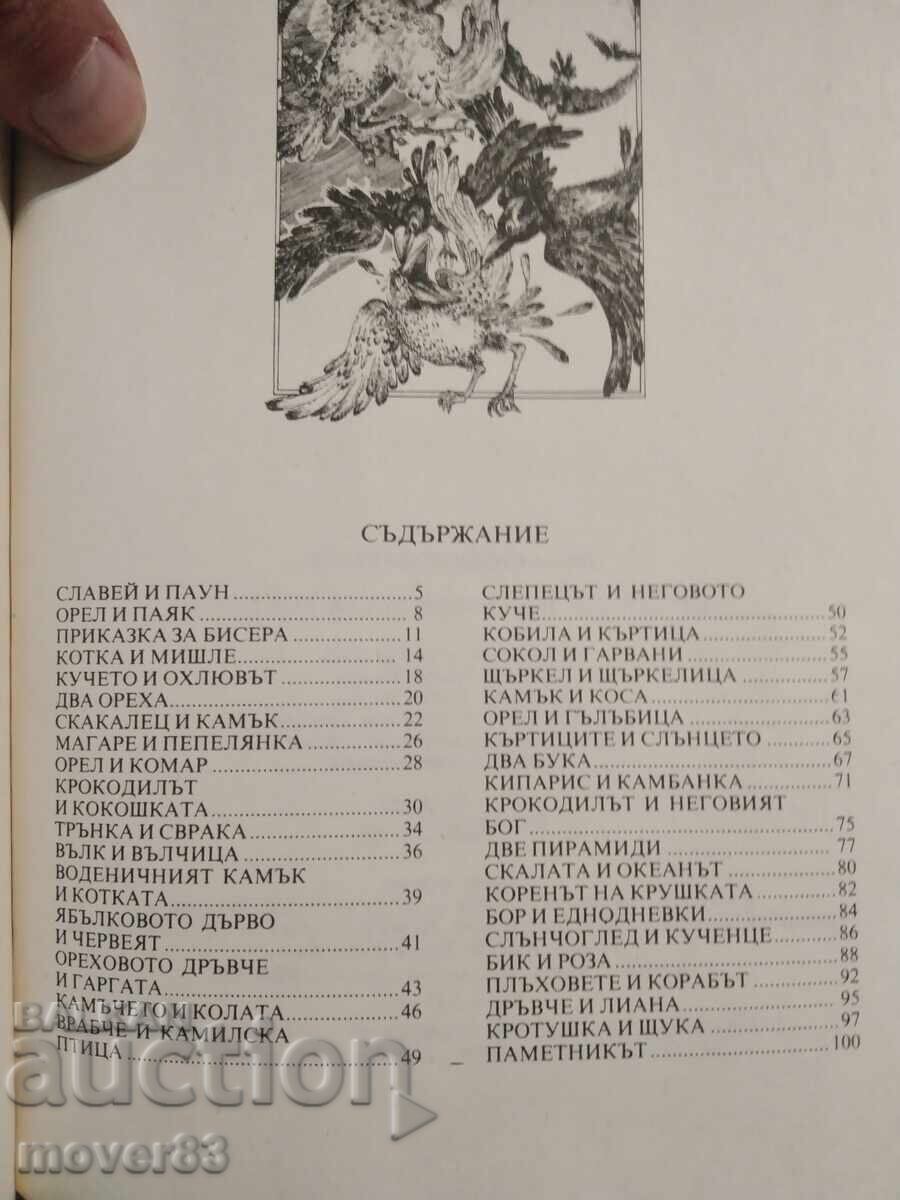 СЪДЪРЖАНИЕ
СЛАВЕЙ И ПАУН 5
ОРЕЛ И ПАЯК 8
ПРИКАЗКА ЗА БИСЕРА 11
КОТКА И МИШЛЕ 14
КУЧЕТО И ОХЛЮВЪТ 18
ДВА ОРЕХА 20
СКАКАЛЕЦ И КАМЪК 22
МАГАРЕ И ПЕПЕЛЯНКА 26
ОРЕЛ И КОМАР 28
КРОКОДИЛЪТ
И КОКОШКАТА 30
ТРЪНКА И СВРАКА 34
ВЪЛК И ВЪЛЧИЦА 36
ВОДЕНИЧНИЯТ КАМЪК
И КОТКАТА 39
ЯБЪЛКОВОТО ДЪРВО
И ЧЕРВЕЯТ 41
ОРЕХОВОТО ДРЪВЧЕ
И ГАРГАТА 43
КАМЪЧЕТО И КОЛАТА 46
ВРАБЧЕ И КАМИЛСКА
ПТИЦА 49
СЛЕПЕЦЪТ И НЕГОВОТО
КУЧЕ 50
КОБИЛА И КЪРТИЦА 52
СОКОЛ И ГАРВАНИ 55
ЩЪРКЕЛ И ЩЪРКЕЛИЦА 57
КАМЪК И КОСА 61
ОРЕЛ И ГЪЛЪБИЦА 63
КЪРТИЦИТЕ И СЛЪНЦЕТО 65
ДВА БУКА 67
КИПАРИС И КАМБАНКА 71
КРОКОДИЛЪТ И НЕГОВИЯТ
БОГ 75
ДВЕ ПИРАМИДИ 77
СКАЛАТА И ОКЕАНЪТ 80
КОРЕНЪТ НА КРУШКАТА 82
БОР И ЕДНОДНЕВКИ 84
СЛЪНЧОГЛЕД И КУЧЕНЦЕ 86
БИК И РОЗА 88
ПЛЪХОВЕТЕ И КОРАБЪТ 92
ДРЪВЧЕ И ЛИАНА 95
КРОТУШКА И ЩУКА 97
ПАМЕТНИКЪТ 100
auction
mover83